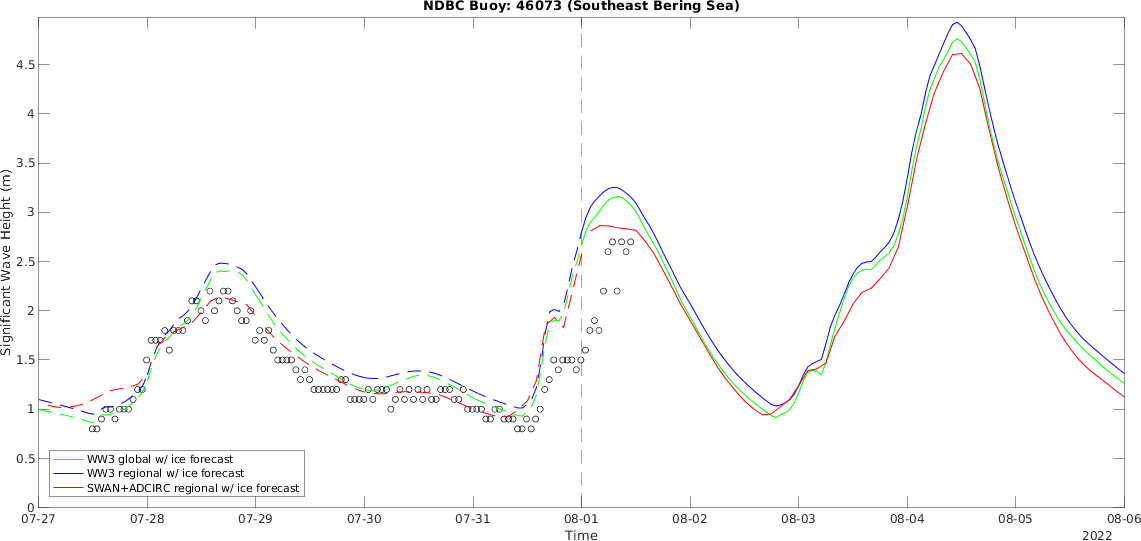 NDBC Buoy: 46073 (Southeast Bering Sea)
Significant Wave Height (m)
4.5
4
3.5
3
2.5
2
1.5
1
0.5
0
WW3 global w/ ice forecast
WW3 regional w/ ice forecast
SWAN+ADCIRC regional w/ ice forecast
07-27 07-28 07-29 07-30 07-31 08-01 08-02 08-03 08-04 08-05 08-06
Time
2022